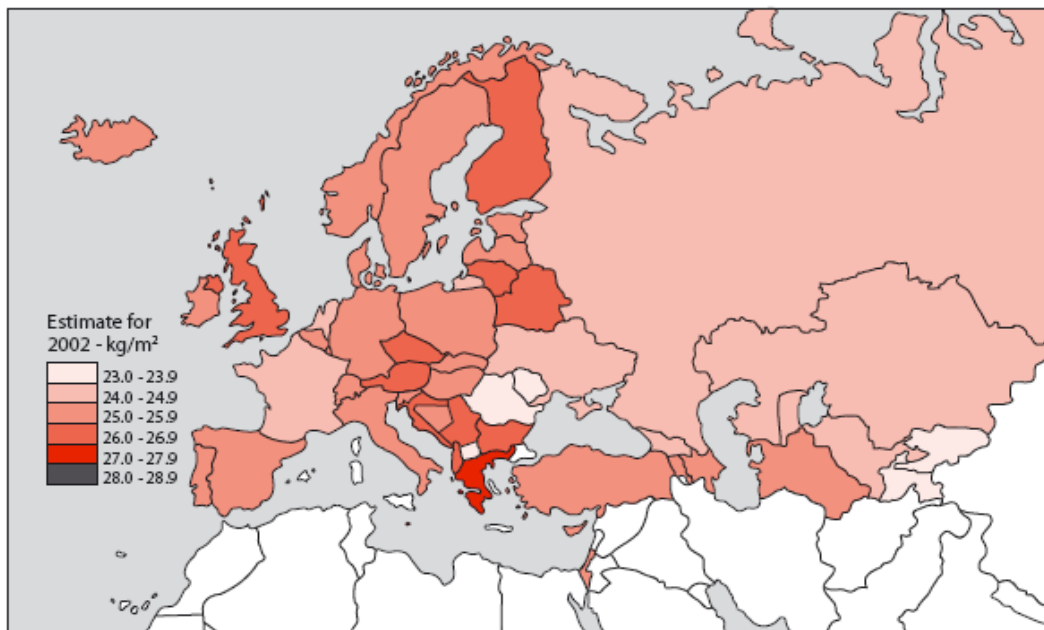 Estimate for
2002 - kg/m²
23.0 - 23.9
24.0 - 24.9
25.0 - 25.9
26.0 - 26.9
27.0 - 27.9
28.0 - 28.9